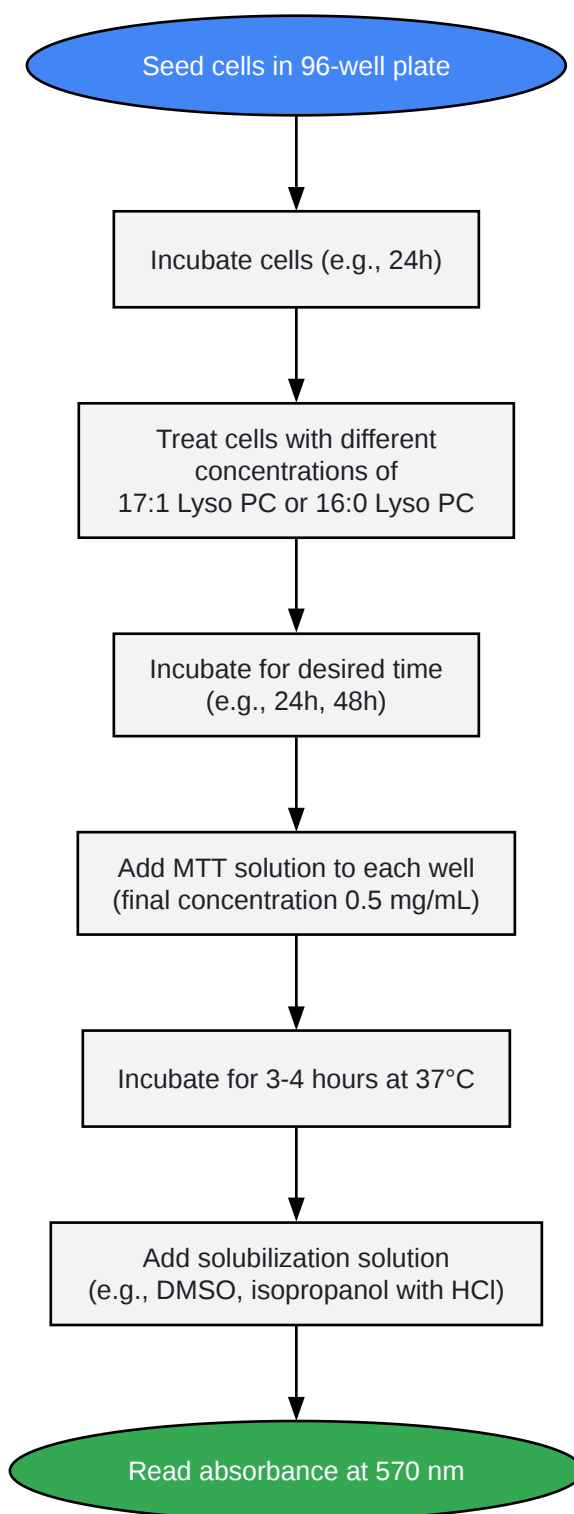 Seed cells in 96-well plate
Incubate cells (e.g., 24h)
Treat cells with different
concentrations of
17:1 Lyso PC or 16:0 Lyso PC
Incubate for desired time
(e.g., 24h, 48h)
Add MTT solution to each well
(final concentration 0.5 mg/mL)
Incubate for 3-4 hours at 37°C
Add solubilization solution
(e.g., DMSO, isopropanol with HCl)
Read absorbance at 570 nm